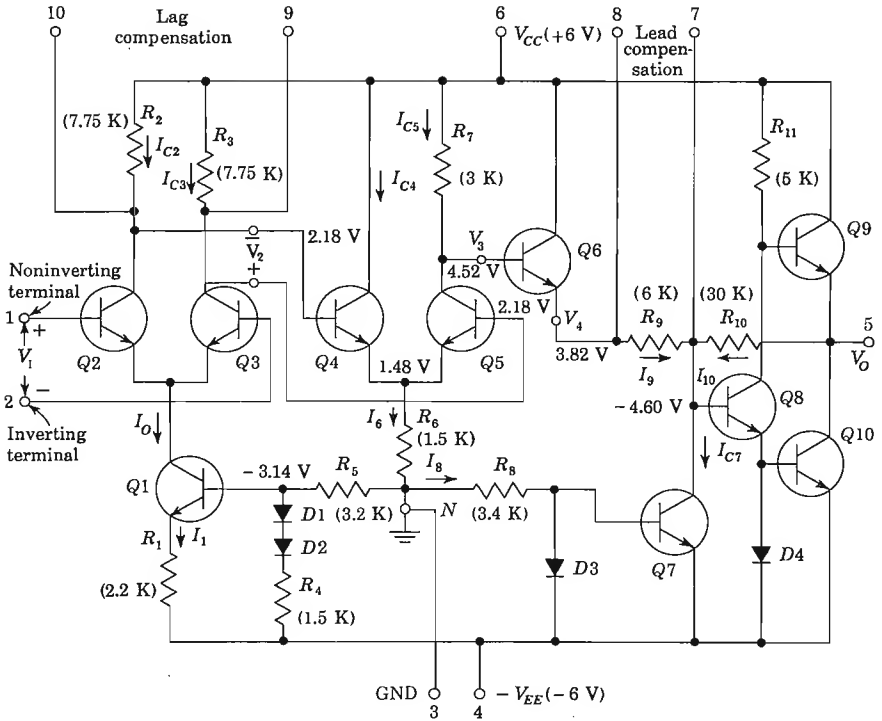 10
Lag
compensation
9
6
V_CC (+6 V)
8
Lead
compen-
sation
7
R_2
(7.75 K)
I_C2
R_3
I_C3
(7.75 K)
I_C5
R_7
(3 K)
I_C4
R_11
(5 K)
Q9
V_2
−
+
2.18 V
V_3
4.52 V
Q6
2.18 V
V_4
3.82 V
(6 K)
R_9
I_9
(30 K)
R_10
I_10
5
V_O
Noninverting
terminal
1
+
V_1
−
2
Inverting
terminal
Q2
Q3
Q4
Q5
1.48 V
−4.60 V
Q8
I_C7
Q10
I_O
I_6
R_6
(1.5 K)
I_8
Q1
−3.14 V
R_5
(3.2 K)
N
R_8
(3.4 K)
I_1
R_1
(2.2 K)
D1
D2
R_4
(1.5 K)
D3
Q7
D4
GND
3
4
−V_EE (−6 V)